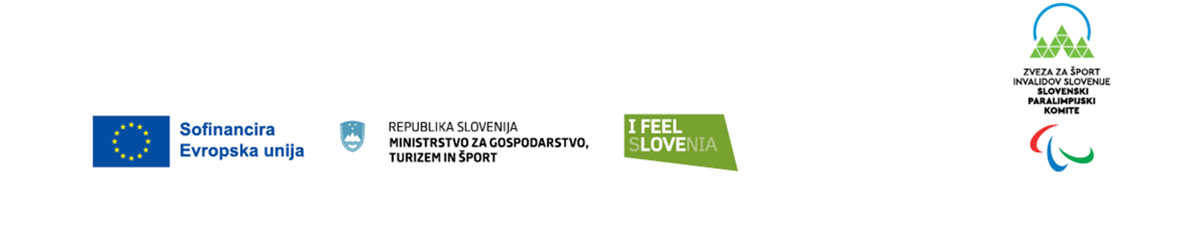 Sofinancira
Evropska unija
REPUBLIKA SLOVENIJA
MINISTRSTVO ZA GOSPODARSTVO,
TURIZEM IN ŠPORT
I FEEL
SLOVENIA
ZVEZA ZA ŠPORT
INVALIDOV SLOVENIJE
SLOVENSKI
PARALIMPIJSKI
KOMITE